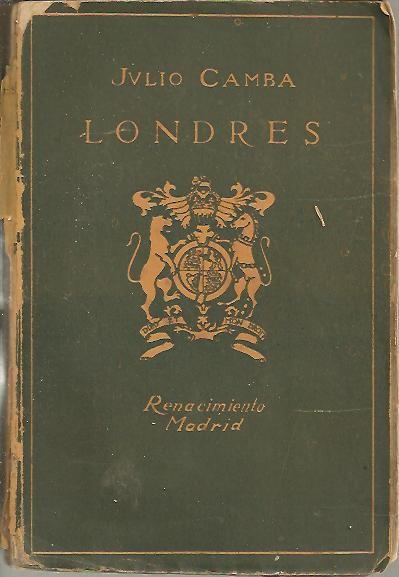 JVLIO CAMBA
LONDRES
Renacimiento
Madrid